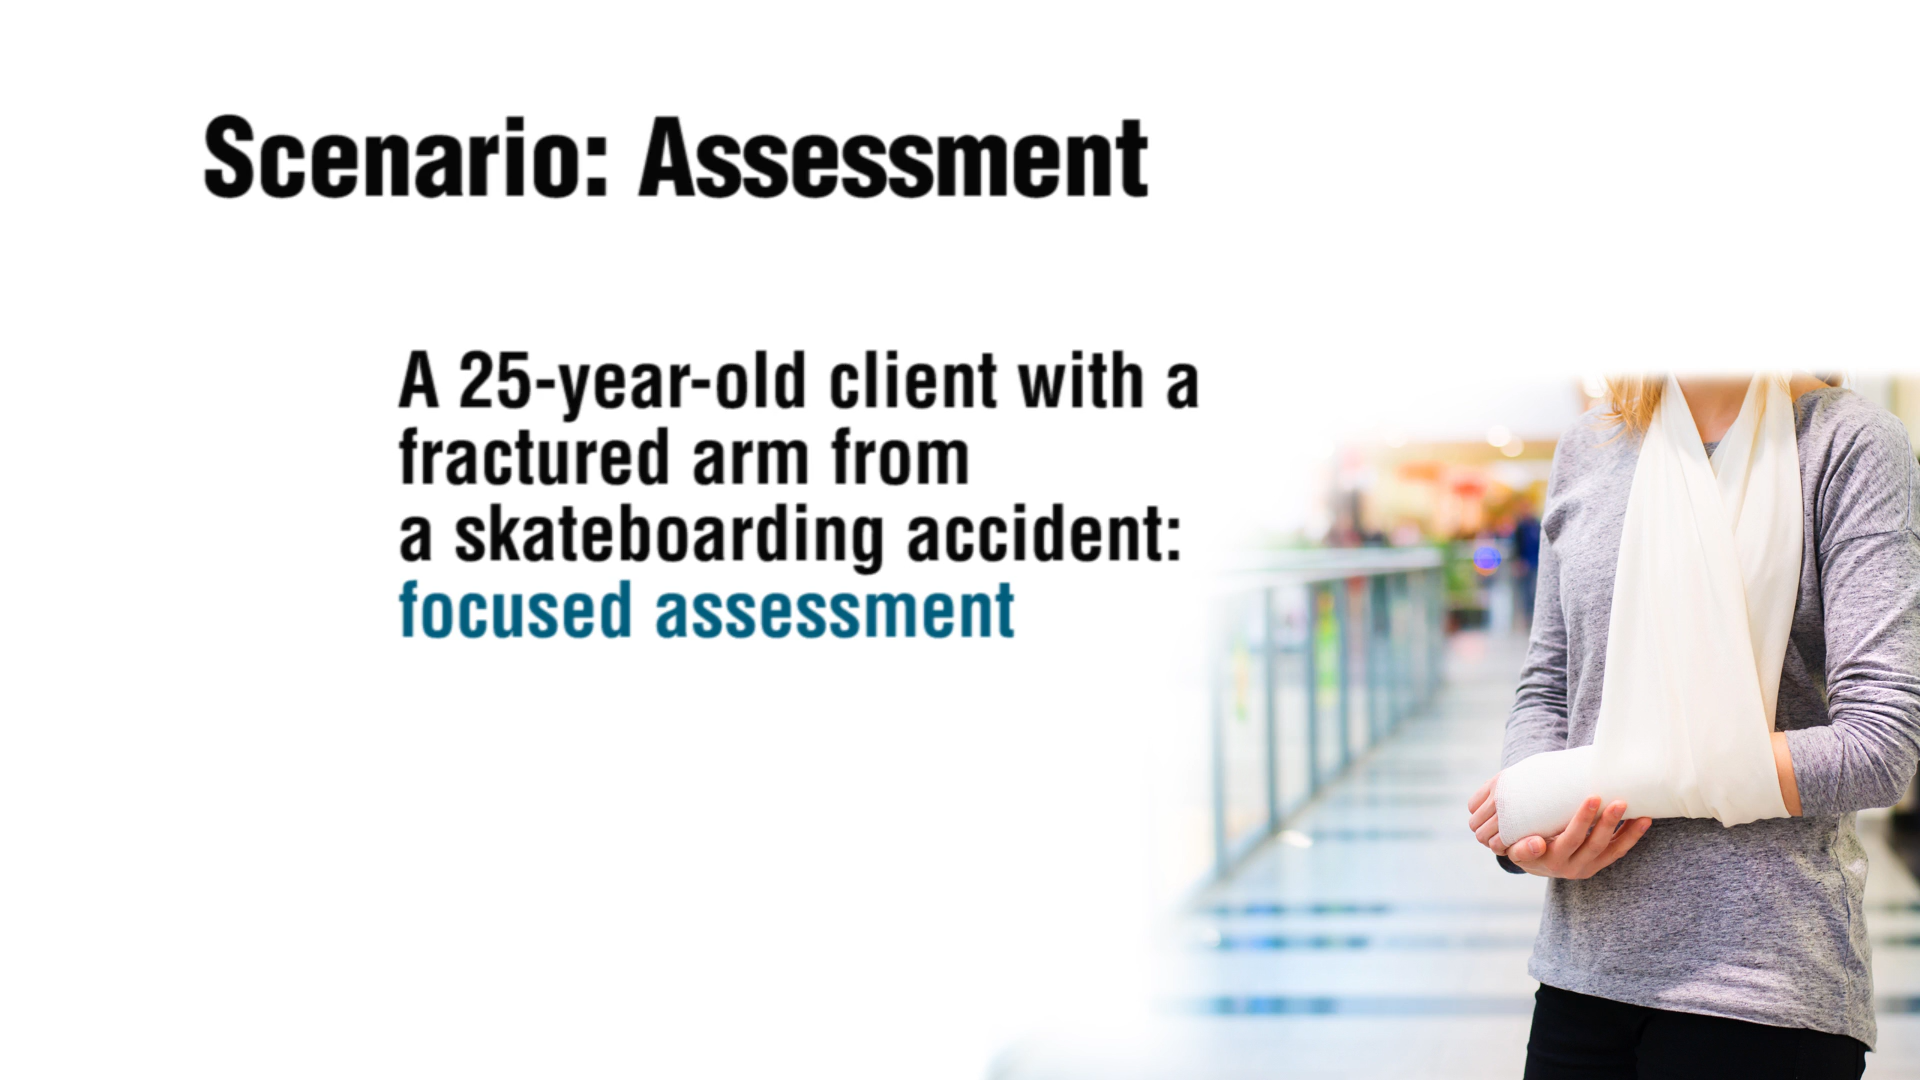 Scenario: Assessment
A 25-year-old client with a
fractured arm from
a skateboarding accident:
focused assessment